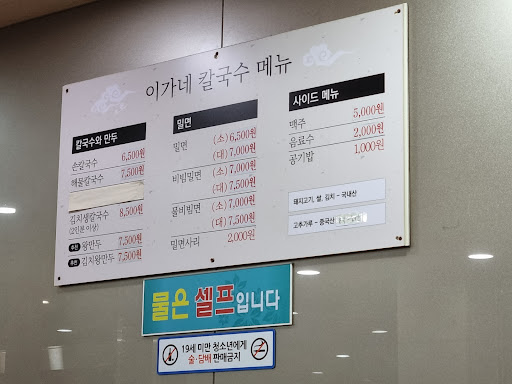 이가네 칼국수 메뉴
칼국수와 만두
손칼국수 6,500원
해물칼국수 7,500원
김치생칼국수 8,500원
(2인분 이상)
추천 왕만두 7,500원
추천 김치왕만두 7,500원
밀면
밀면 (소) 6,500원
(대) 7,000원
비빔밀면 (소) 7,000원
(대) 7,500원
물비빔면 (소) 7,000원
(대) 7,500원
밀면사리 2,000원
사이드 메뉴
맥주 5,000원
음료수 2,000원
공기밥 1,000원
돼지고기, 쌀, 김치 - 국내산
고추가루 - 중국산
물은 셀프입니다
19세 미만 청소년에게
술·담배 판매금지